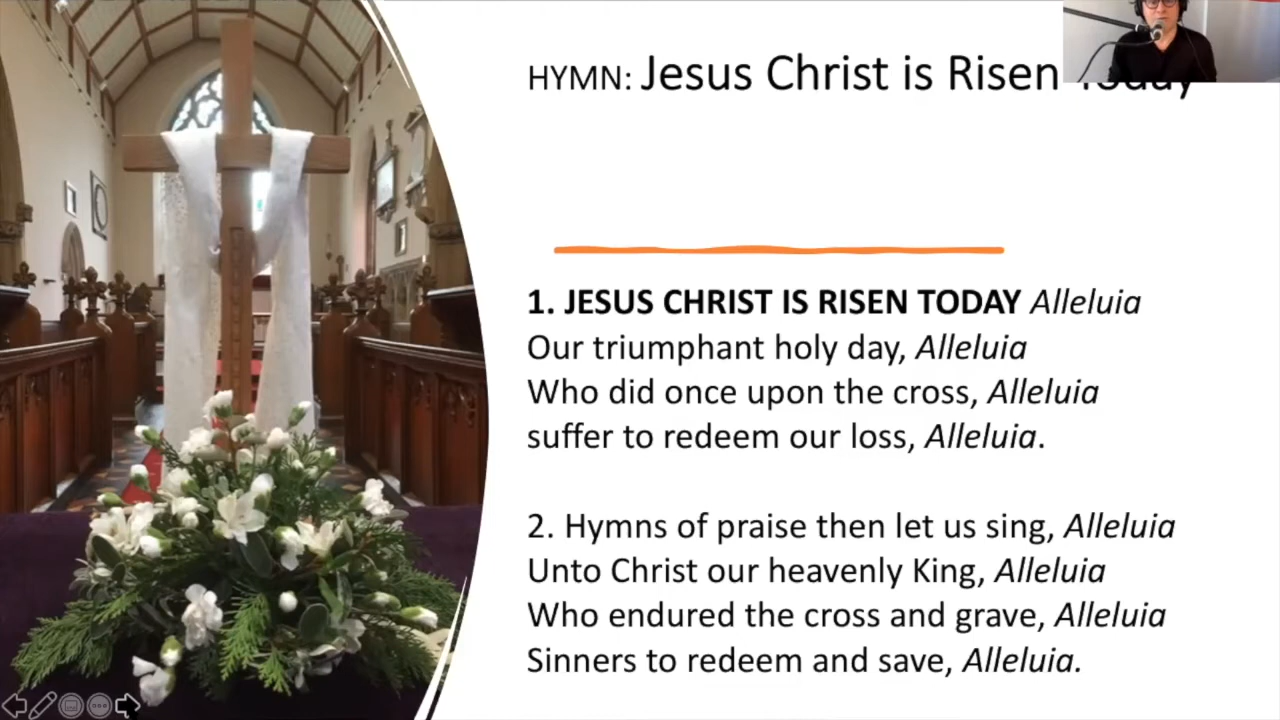 HYMN: Jesus Christ is Risen Today
1. JESUS CHRIST IS RISEN TODAY Alleluia
Our triumphant holy day, Alleluia
Who did once upon the cross, Alleluia
suffer to redeem our loss, Alleluia.
2. Hymns of praise then let us sing, Alleluia
Unto Christ our heavenly King, Alleluia
Who endured the cross and grave, Alleluia
Sinners to redeem and save, Alleluia.